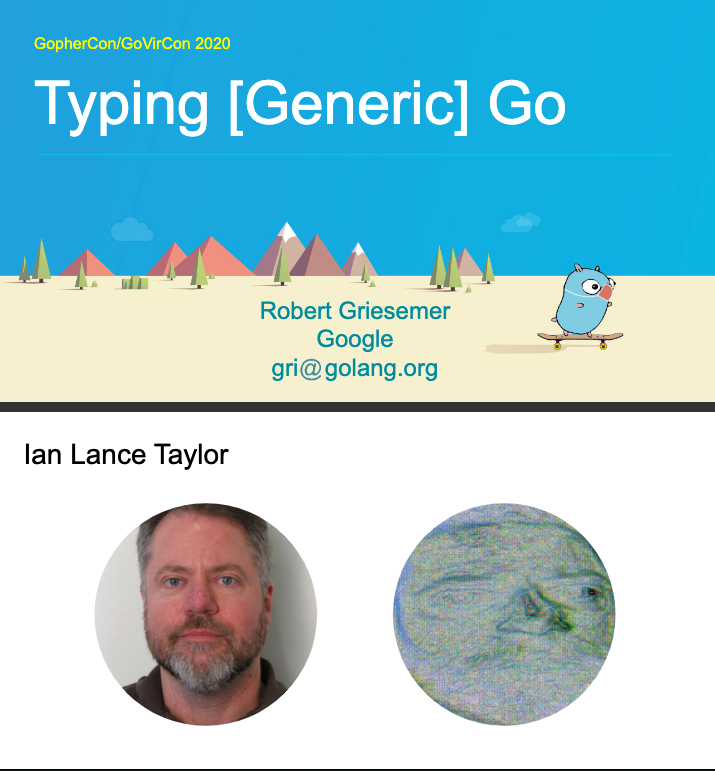 GopherCon/GoVirCon 2020
Typing [Generic] Go
Robert Griesemer
Google
gri@golang.org
Ian Lance Taylor